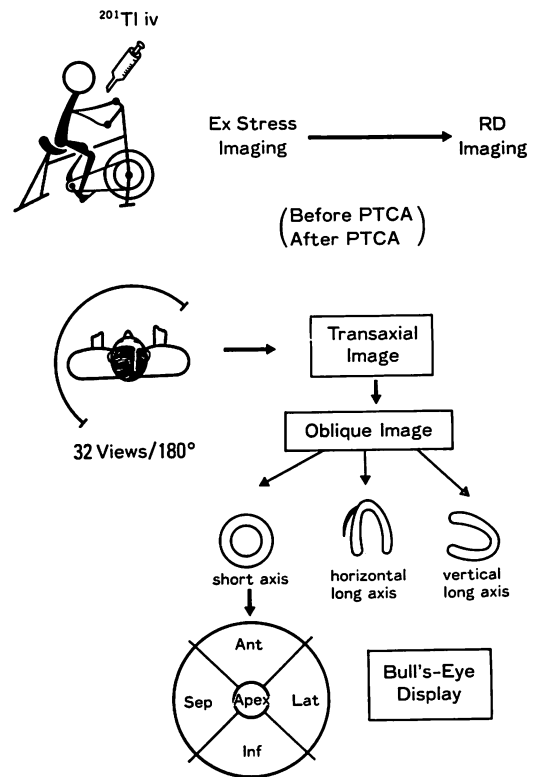 ²⁰¹Tl iv
Ex Stress
Imaging
RD
Imaging
(Before PTCA
After PTCA)
32 Views/180°
Transaxial
Image
Oblique Image
short axis
horizontal
long axis
vertical
long axis
Ant
Sep
Apex
Lat
Inf
Bull's-Eye
Display